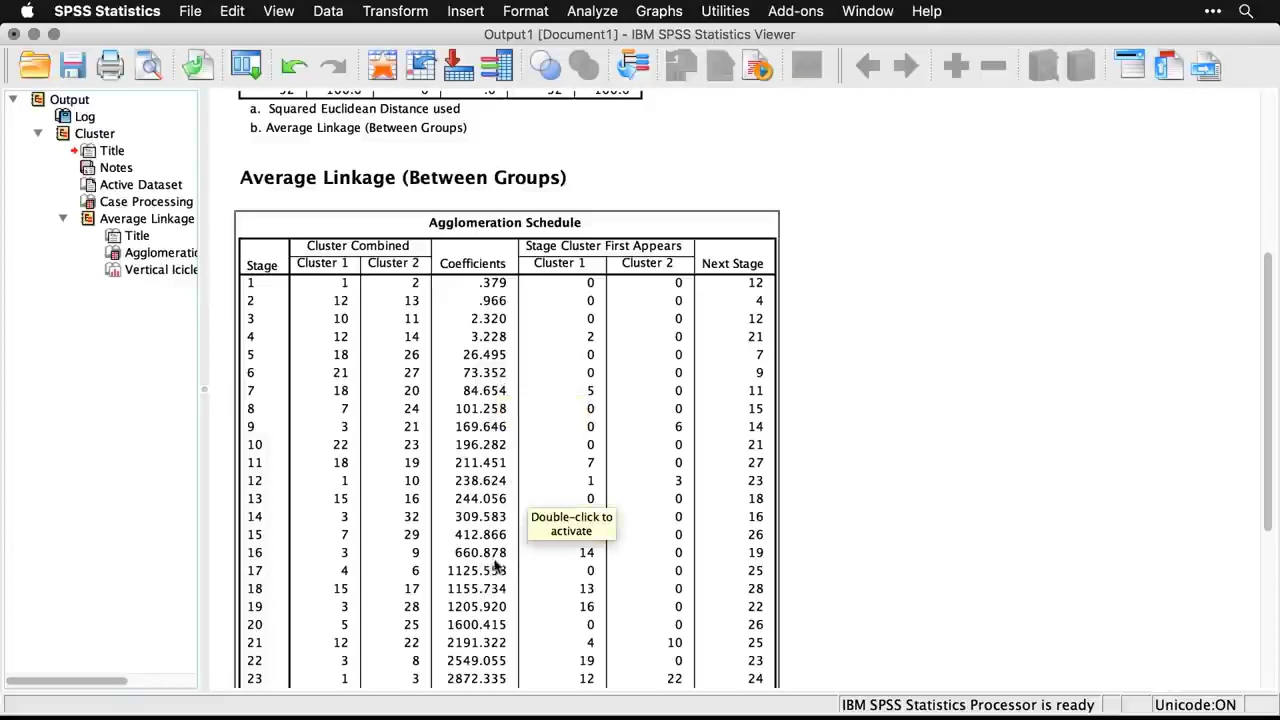 SPSS Statistics File Edit View Data Transform Insert Format Analyze Graphs Utilities Add-ons Window Help
Output1 [Document1] - IBM SPSS Statistics Viewer
Output
Log
Cluster
Title
Notes
Active Dataset
Case Processing
Average Linkage
Title
Agglomeratio
Vertical Icicle
a. Squared Euclidean Distance used
b. Average Linkage (Between Groups)
Average Linkage (Between Groups)
Agglomeration Schedule
Cluster Combined Stage Cluster First Appears
Stage Cluster 1 Cluster 2 Coefficients Cluster 1 Cluster 2 Next Stage
1 1 2 .379 0 0 12
2 12 13 .966 0 0 4
3 10 11 2.320 0 0 12
4 12 14 3.228 2 0 21
5 18 26 26.495 0 0 7
6 21 27 73.352 0 0 9
7 18 20 84.654 5 0 11
8 7 24 101.258 0 0 15
9 3 21 169.646 0 6 14
10 22 23 196.282 0 0 21
11 18 19 211.451 7 0 27
12 1 10 238.624 1 3 23
13 15 16 244.056 0 0 18
14 3 32 309.583 0 16
15 7 29 412.866 0 26
16 3 9 660.878 14 0 19
17 4 6 0 0 25
18 15 17 1155.734 13 0 28
19 3 28 1205.920 16 0 22
20 5 25 1600.415 0 0 26
21 12 22 2191.322 4 10 25
22 3 8 2549.055 19 0 23
23 1 3 2872.335 12 22 24
Double-click to
activate
IBM SPSS Statistics Processor is ready Unicode:ON